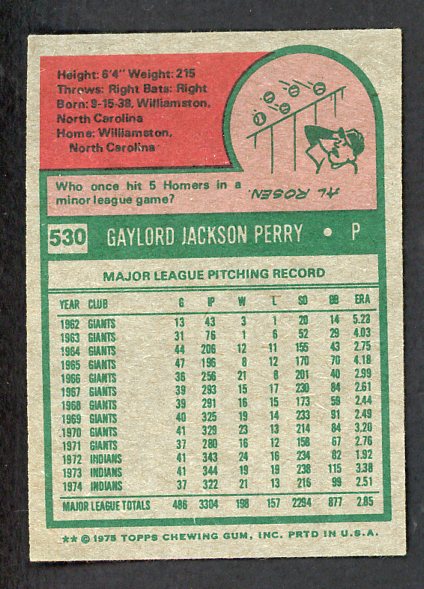 Height: 6'4" Weight: 215
Throws: Right Bats: Right
Born: 9-15-38, Williamston,
North Carolina
Home: Williamston,
North Carolina
AL ROSEN.
Who once hit 5 Homers in a
minor league game?
530 GAYLORD JACKSON PERRY • P
MAJOR LEAGUE PITCHING RECORD
YEAR CLUB G IP W L SO BB ERA
1962 GIANTS 13 43 3 1 20 14 5.23
1963 GIANTS 31 76 1 6 52 29 4.03
1964 GIANTS 44 206 12 11 155 43 2.75
1965 GIANTS 47 196 8 12 170 70 4.18
1966 GIANTS 36 256 21 8 201 40 2.99
1967 GIANTS 39 293 15 17 230 84 2.61
1968 GIANTS 39 291 16 15 173 59 2.44
1969 GIANTS 40 325 19 14 233 91 2.49
1970 GIANTS 41 329 23 13 214 84 3.20
1971 GIANTS 37 280 16 12 158 67 2.76
1972 INDIANS 41 343 24 16 234 82 1.92
1973 INDIANS 41 344 19 19 238 115 3.38
1974 INDIANS 37 322 21 13 216 99 2.51
MAJOR LEAGUE TOTALS 486 3304 198 157 2294 877 2.85
** © 1975 TOPPS CHEWING GUM, INC. PRTD IN U.S.A.